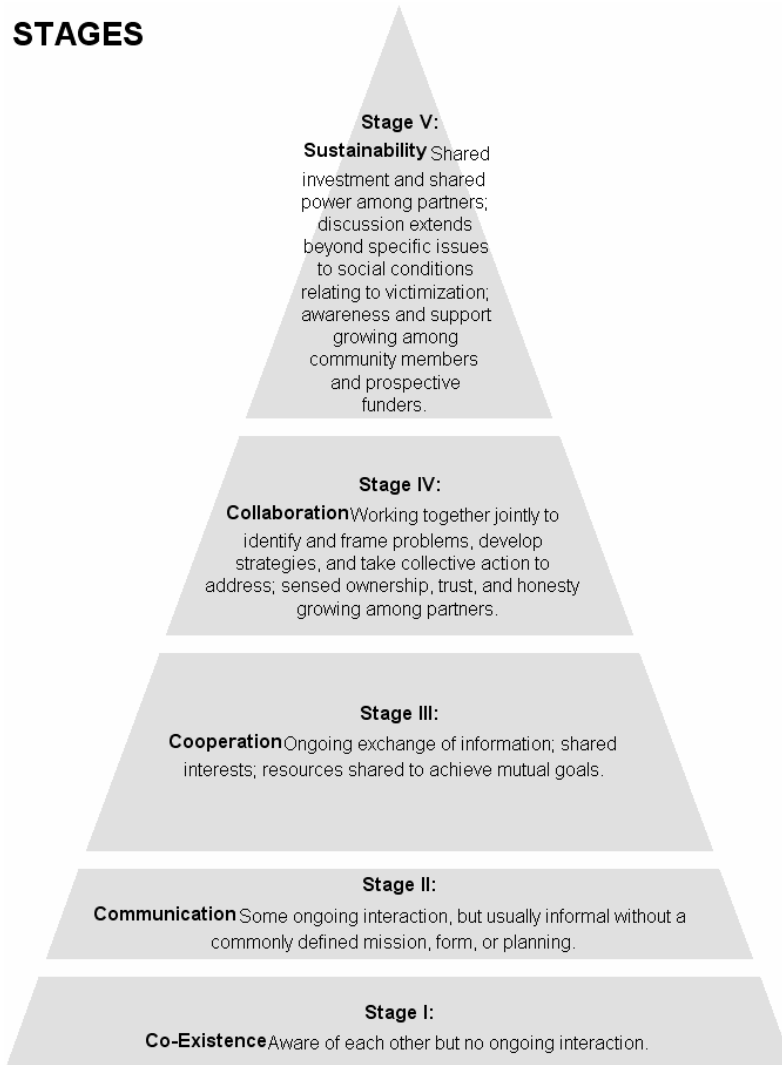 STAGES
Stage V:
Sustainability Shared
investment and shared
power among partners;
discussion extends
beyond specific issues
to social conditions
relating to victimization;
awareness and support
growing among
community members
and prospective
funders.
Stage IV:
Collaboration Working together jointly to
identify and frame problems, develop
strategies, and take collective action to
address; sensed ownership, trust, and honesty
growing among partners.
Stage III:
Cooperation Ongoing exchange of information; shared
interests; resources shared to achieve mutual goals.
Stage II:
Communication Some ongoing interaction, but usually informal without a
commonly defined mission, form, or planning.
Stage I:
Co-Existence Aware of each other but no ongoing interaction.